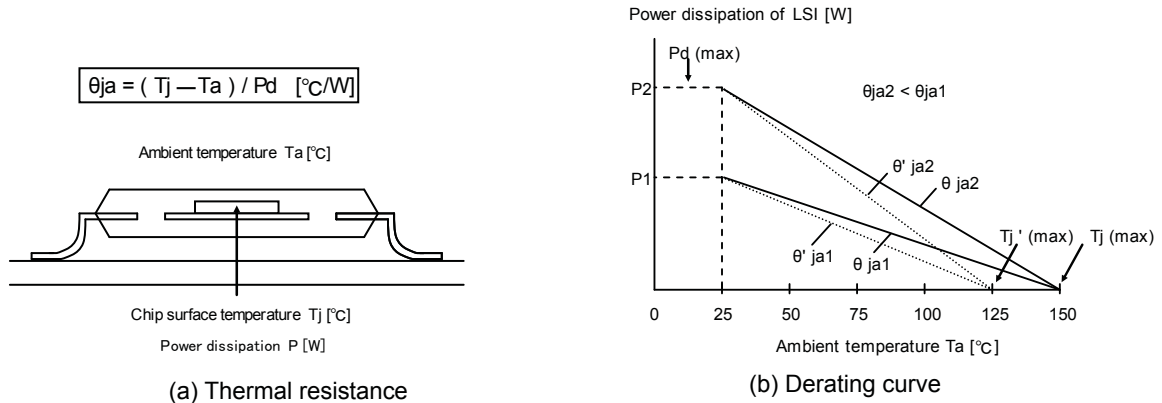 θja = ( Tj — Ta ) / Pd [°C/W]
Ambient temperature Ta [°C]
Chip surface temperature Tj [°C]
Power dissipation P [W]
(a) Thermal resistance
Power dissipation of LSI [W]
Pd (max)
P2
θja2 < θja1
P1
θ' ja2
θ ja2
θ' ja1
θ ja1
Tj ' (max)
Tj (max)
0 25 50 75 100 125 150
Ambient temperature Ta [°C]
(b) Derating curve